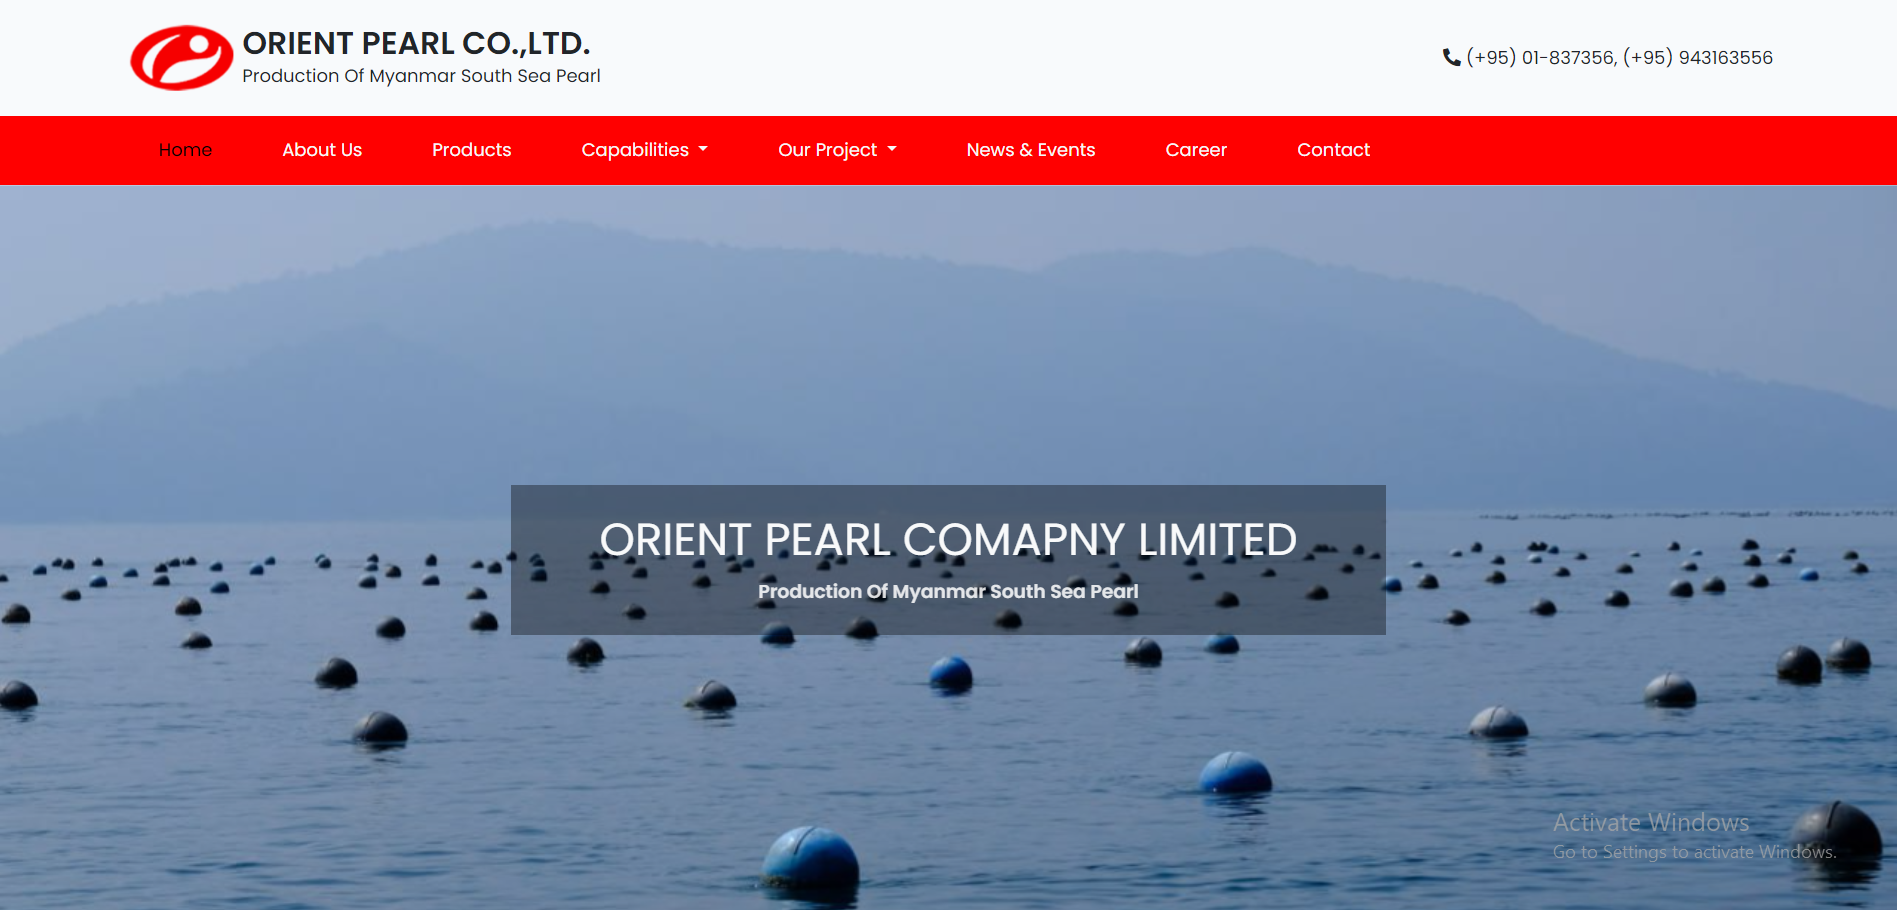 ORIENT PEARL CO.,LTD.
Production Of Myanmar South Sea Pearl
(+95) 01-837356, (+95) 943163556
Home About Us Products Capabilities Our Project News & Events Career Contact
ORIENT PEARL COMAPNY LIMITED
Production Of Myanmar South Sea Pearl
Activate Windows
Go to Settings to activate Windows.